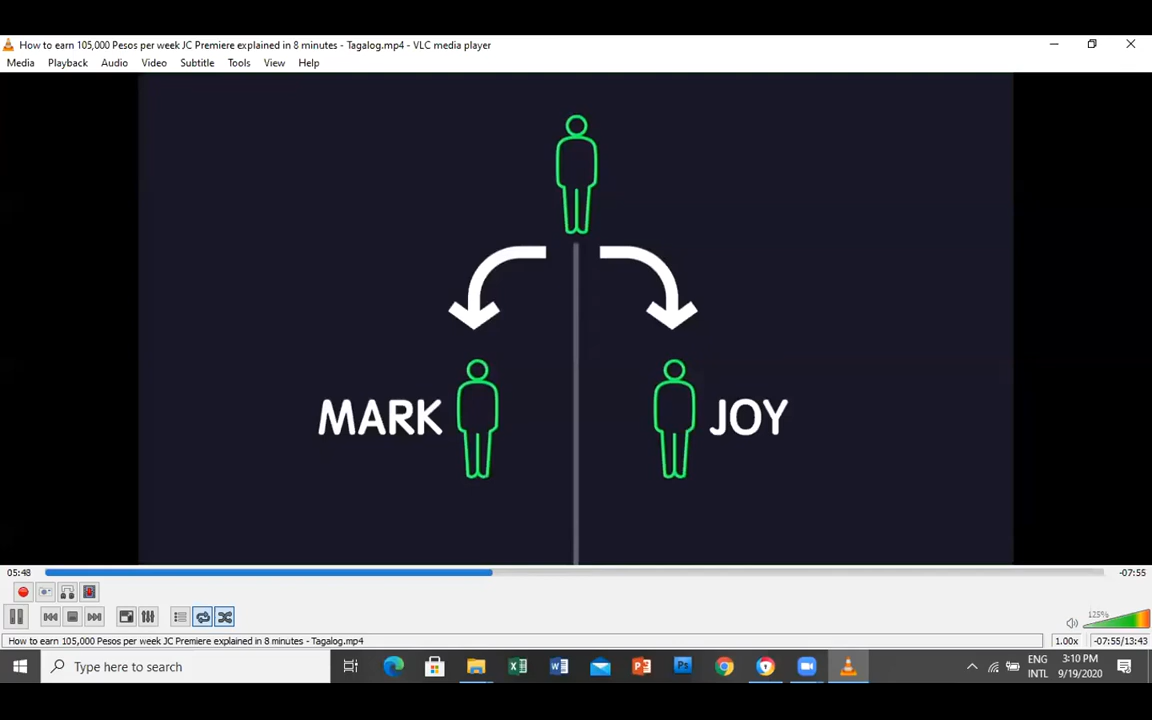 How to earn 105,000 Pesos per week JC Premiere explained in 8 minutes - Tagalog.mp4 - VLC media player
Media Playback Audio Video Subtitle Tools View Help
MARK JOY
05:48 -07:55
125%
How to earn 105,000 Pesos per week JC Premiere explained in 8 minutes - Tagalog.mp4 1.00x -07:55/13:43
Type here to search
ENG 3:10 PM
INTL 9/19/2020